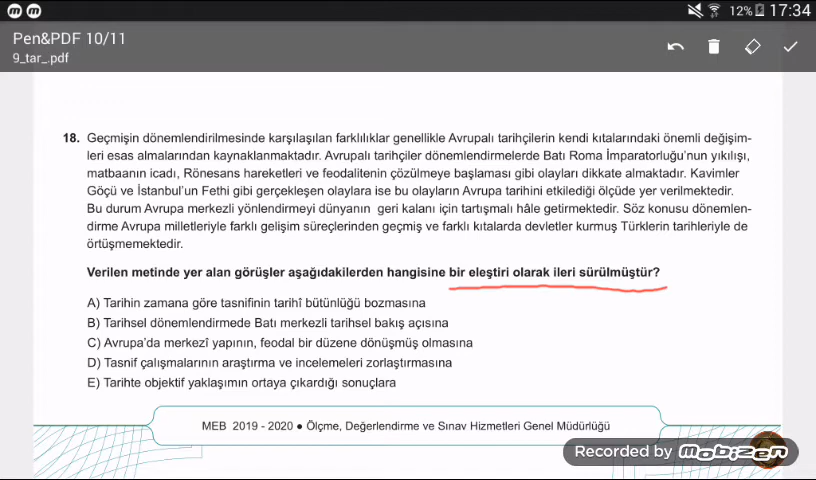 12% 17:34
Pen&PDF 10/11
9_tar_.pdf
18. Geçmişin dönemlendirilmesinde karşılaşılan farklılıklar genellikle Avrupalı tarihçilerin kendi kıtalarındaki önemli değişim-
leri esas almalarından kaynaklanmaktadır. Avrupalı tarihçiler dönemlendirmelerde Batı Roma İmparatorluğu'nun yıkılışı,
matbaanın icadı, Rönesans hareketleri ve feodalitenin çözülmeye başlaması gibi olayları dikkate almaktadır. Kavimler
Göçü ve İstanbul'un Fethi gibi gerçekleşen olaylara ise bu olayların Avrupa tarihini etkilediği ölçüde yer verilmektedir.
Bu durum Avrupa merkezli yönlendirmeyi dünyanın geri kalanı için tartışmalı hâle getirmektedir. Söz konusu dönemlen-
dirme Avrupa milletleriyle farklı gelişim süreçlerinden geçmiş ve farklı kıtalarda devletler kurmuş Türklerin tarihleriyle de
örtüşmemektedir.
Verilen metinde yer alan görüşler aşağıdakilerden hangisine bir eleştiri olarak ileri sürülmüştür?
A) Tarihin zamana göre tasnifinin tarihî bütünlüğü bozmasına
B) Tarihsel dönemlendirmede Batı merkezli tarihsel bakış açısına
C) Avrupa'da merkezî yapının, feodal bir düzene dönüşmüş olmasına
D) Tasnif çalışmalarının araştırma ve incelemeleri zorlaştırmasına
E) Tarihte objektif yaklaşımın ortaya çıkardığı sonuçlara
MEB 2019 - 2020 ● Ölçme, Değerlendirme ve Sınav Hizmetleri Genel Müdürlüğü
Recorded by mobizen